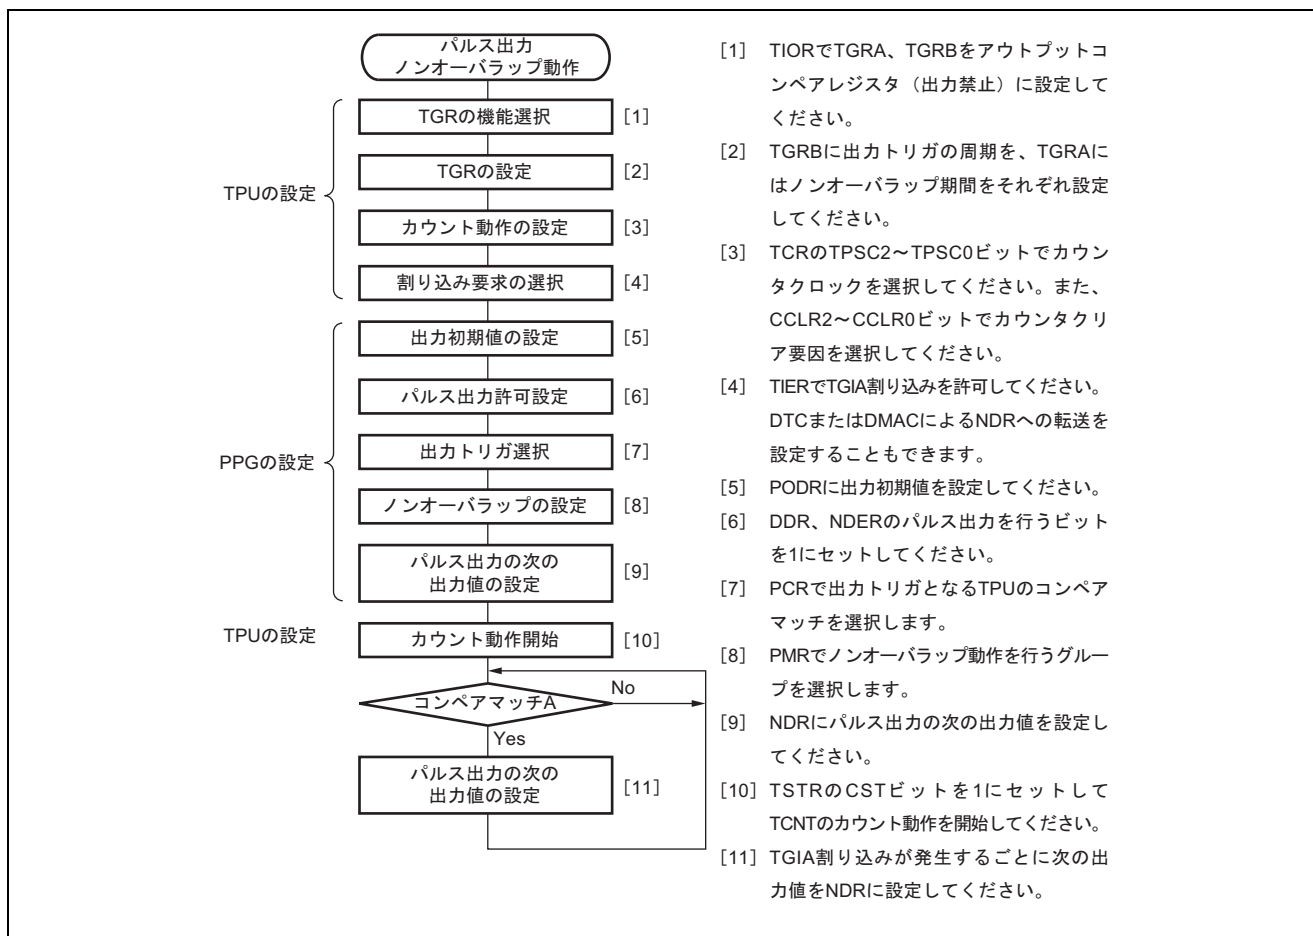 パルス出力
ノンオーバラップ動作
TGRの機能選択 [1]
TGRの設定 [2]
TPUの設定
カウント動作の設定 [3]
割り込み要求の選択 [4]
出力初期値の設定 [5]
パルス出力許可設定 [6]
出力トリガ選択 [7]
PPGの設定
ノンオーバラップの設定 [8]
パルス出力の次の
出力値の設定
[9]
TPUの設定
カウント動作開始 [10]
コンペアマッチA
No
Yes
パルス出力の次の
出力値の設定
[11]
[1] TIORでTGRA、TGRBをアウトプットコ
ンペアレジスタ（出力禁止）に設定して
ください。
[2] TGRBに出力トリガの周期を、TGRAに
はノンオーバラップ期間をそれぞれ設定
してください。
[3] TCRのTPSC2～TPSC0ビットでカウン
タクロックを選択してください。また、
CCLR2～CCLR0ビットでカウンタクリ
ア要因を選択してください。
[4] TIERでTGIA割り込みを許可してください。
DTCまたはDMACによるNDRへの転送を
設定することもできます。
[5] PODRに出力初期値を設定してください。
[6] DDR、NDERのパルス出力を行うビット
を1にセットしてください。
[7] PCRで出力トリガとなるTPUのコンペア
マッチを選択します。
[8] PMRでノンオーバラップ動作を行うグルー
プを選択します。
[9] NDRにパルス出力の次の出力値を設定し
てください。
[10] TSTRのCSTビットを1にセットして
TCNTのカウント動作を開始してください。
[11] TGIA割り込みが発生するごとに次の出
力値をNDRに設定してください。